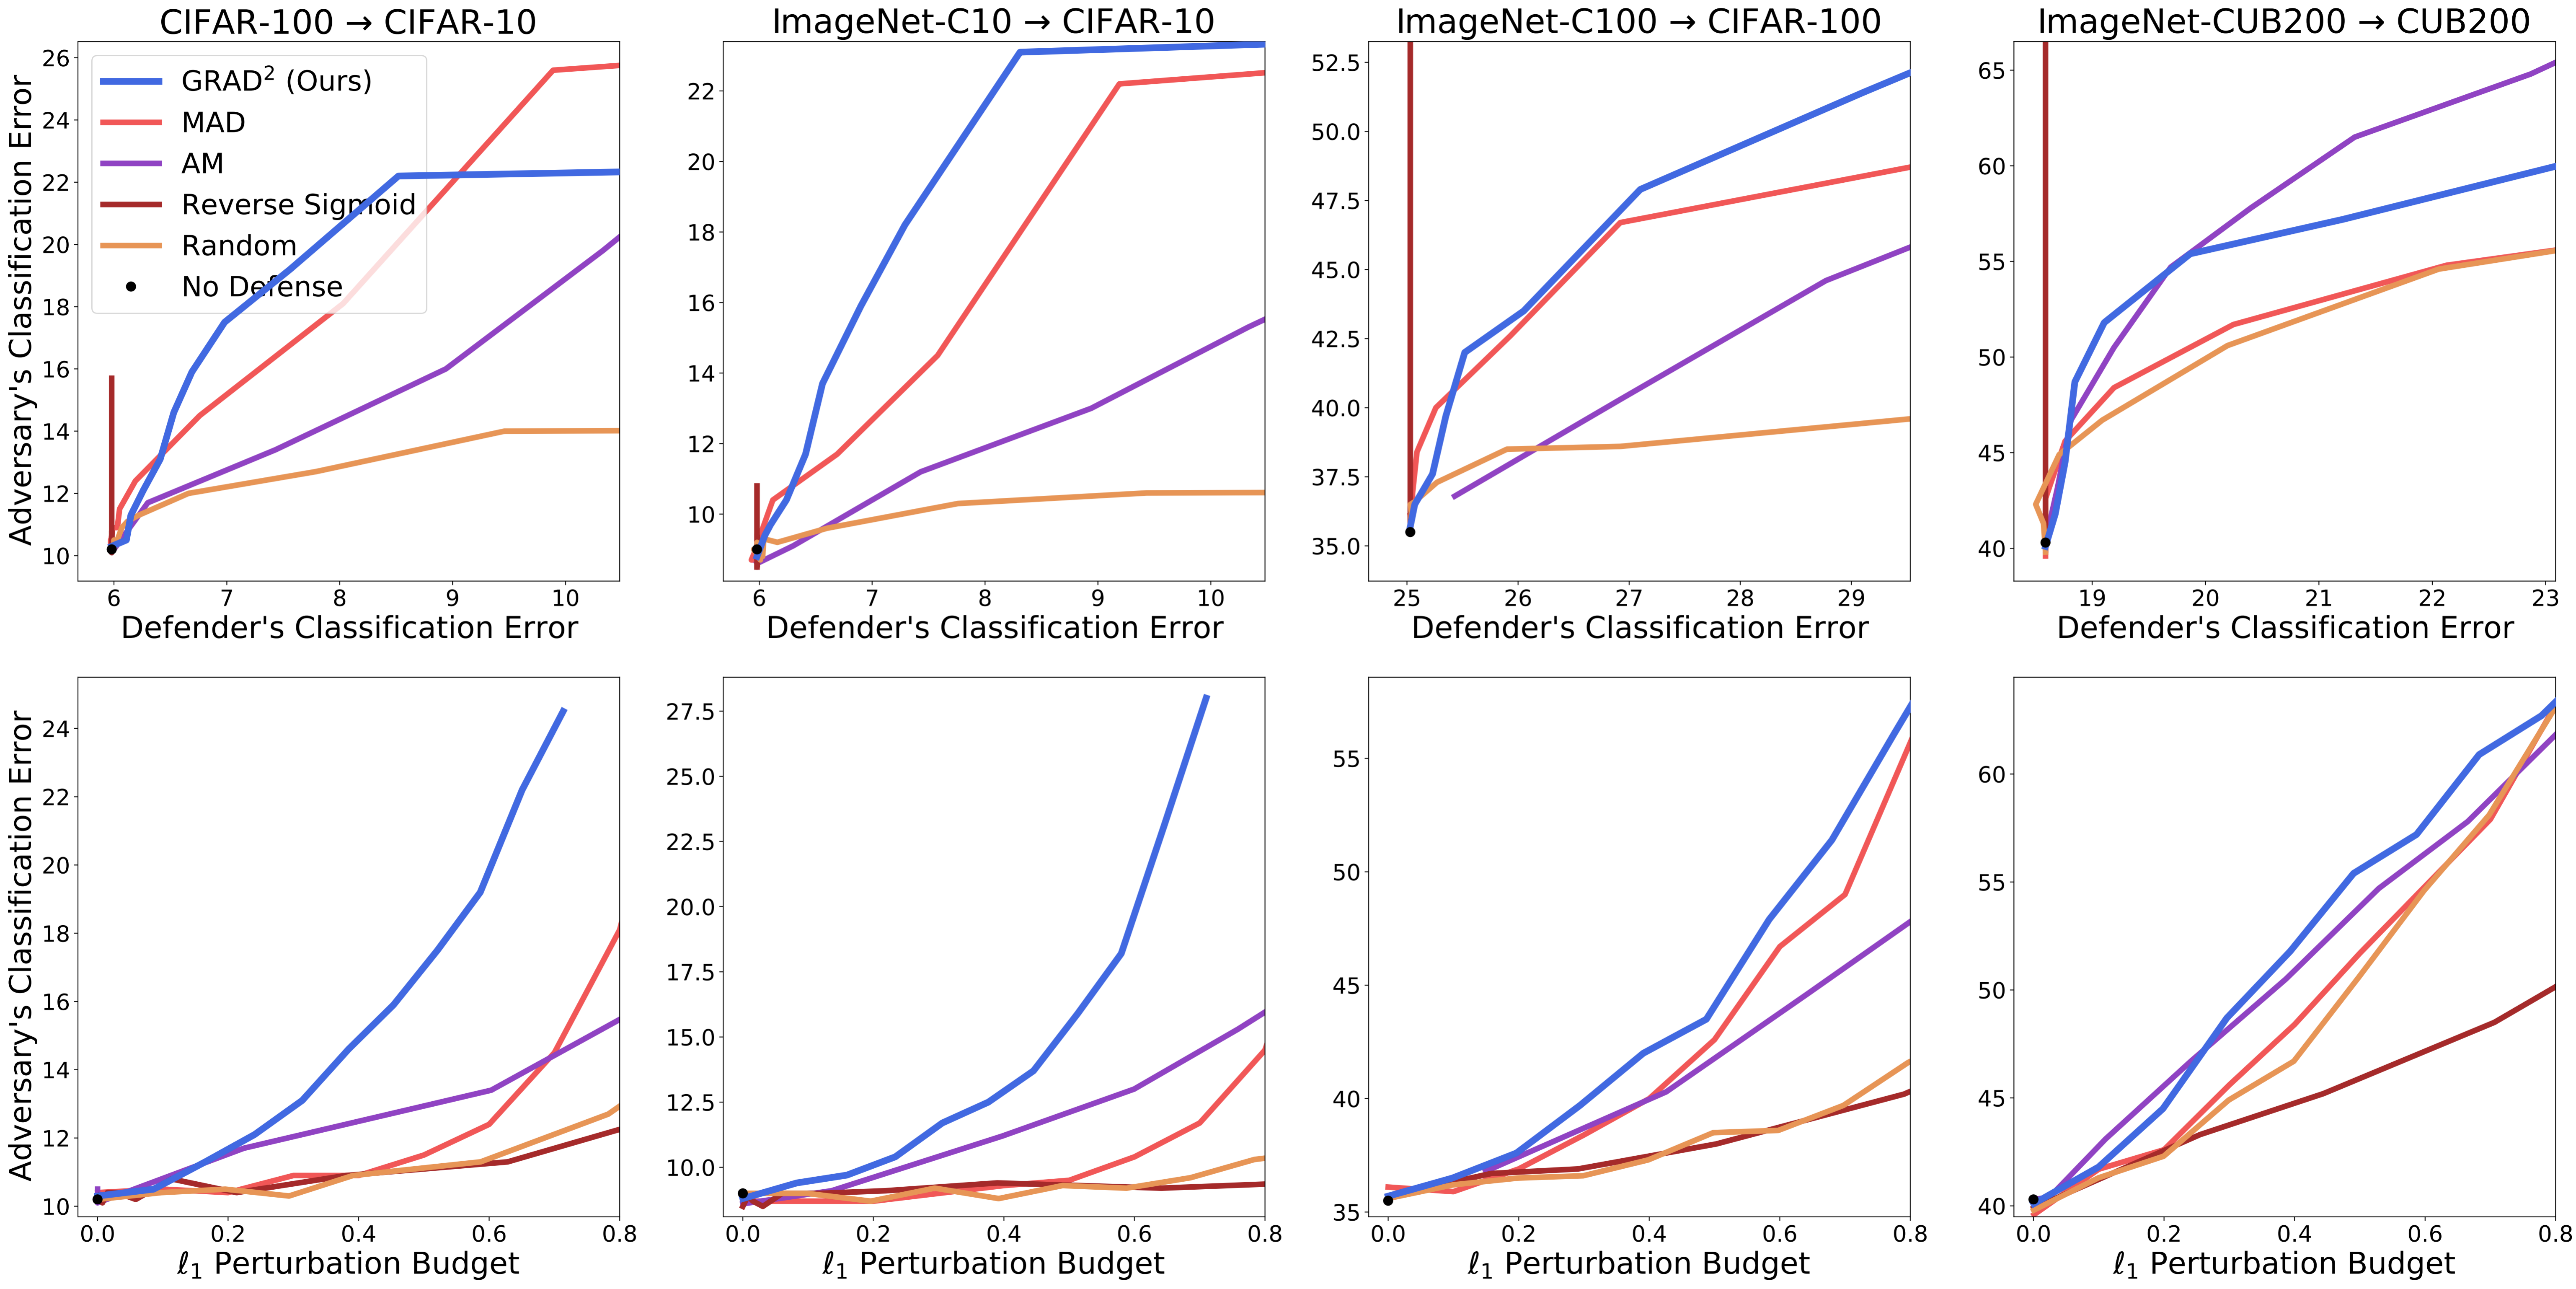 CIFAR-100 → CIFAR-10
ImageNet-C10 → CIFAR-10
ImageNet-C100 → CIFAR-100
ImageNet-CUB200 → CUB200
Adversary's Classification Error
26
24
22
20
18
16
14
12
10
GRAD² (Ours)
MAD
AM
Reverse Sigmoid
Random
No Defense
6 7 8 9 10
Defender's Classification Error
22
20
18
16
14
12
10
6 7 8 9 10
Defender's Classification Error
52.5
50.0
47.5
45.0
42.5
40.0
37.5
35.0
25 26 27 28 29
Defender's Classification Error
65
60
55
50
45
40
19 20 21 22 23
Defender's Classification Error
Adversary's Classification Error
24
22
20
18
16
14
12
10
0.0 0.2 0.4 0.6 0.8
ℓ₁ Perturbation Budget
27.5
25.0
22.5
20.0
17.5
15.0
12.5
10.0
0.0 0.2 0.4 0.6 0.8
ℓ₁ Perturbation Budget
55
50
45
40
35
0.0 0.2 0.4 0.6 0.8
ℓ₁ Perturbation Budget
60
55
50
45
40
0.0 0.2 0.4 0.6 0.8
ℓ₁ Perturbation Budget